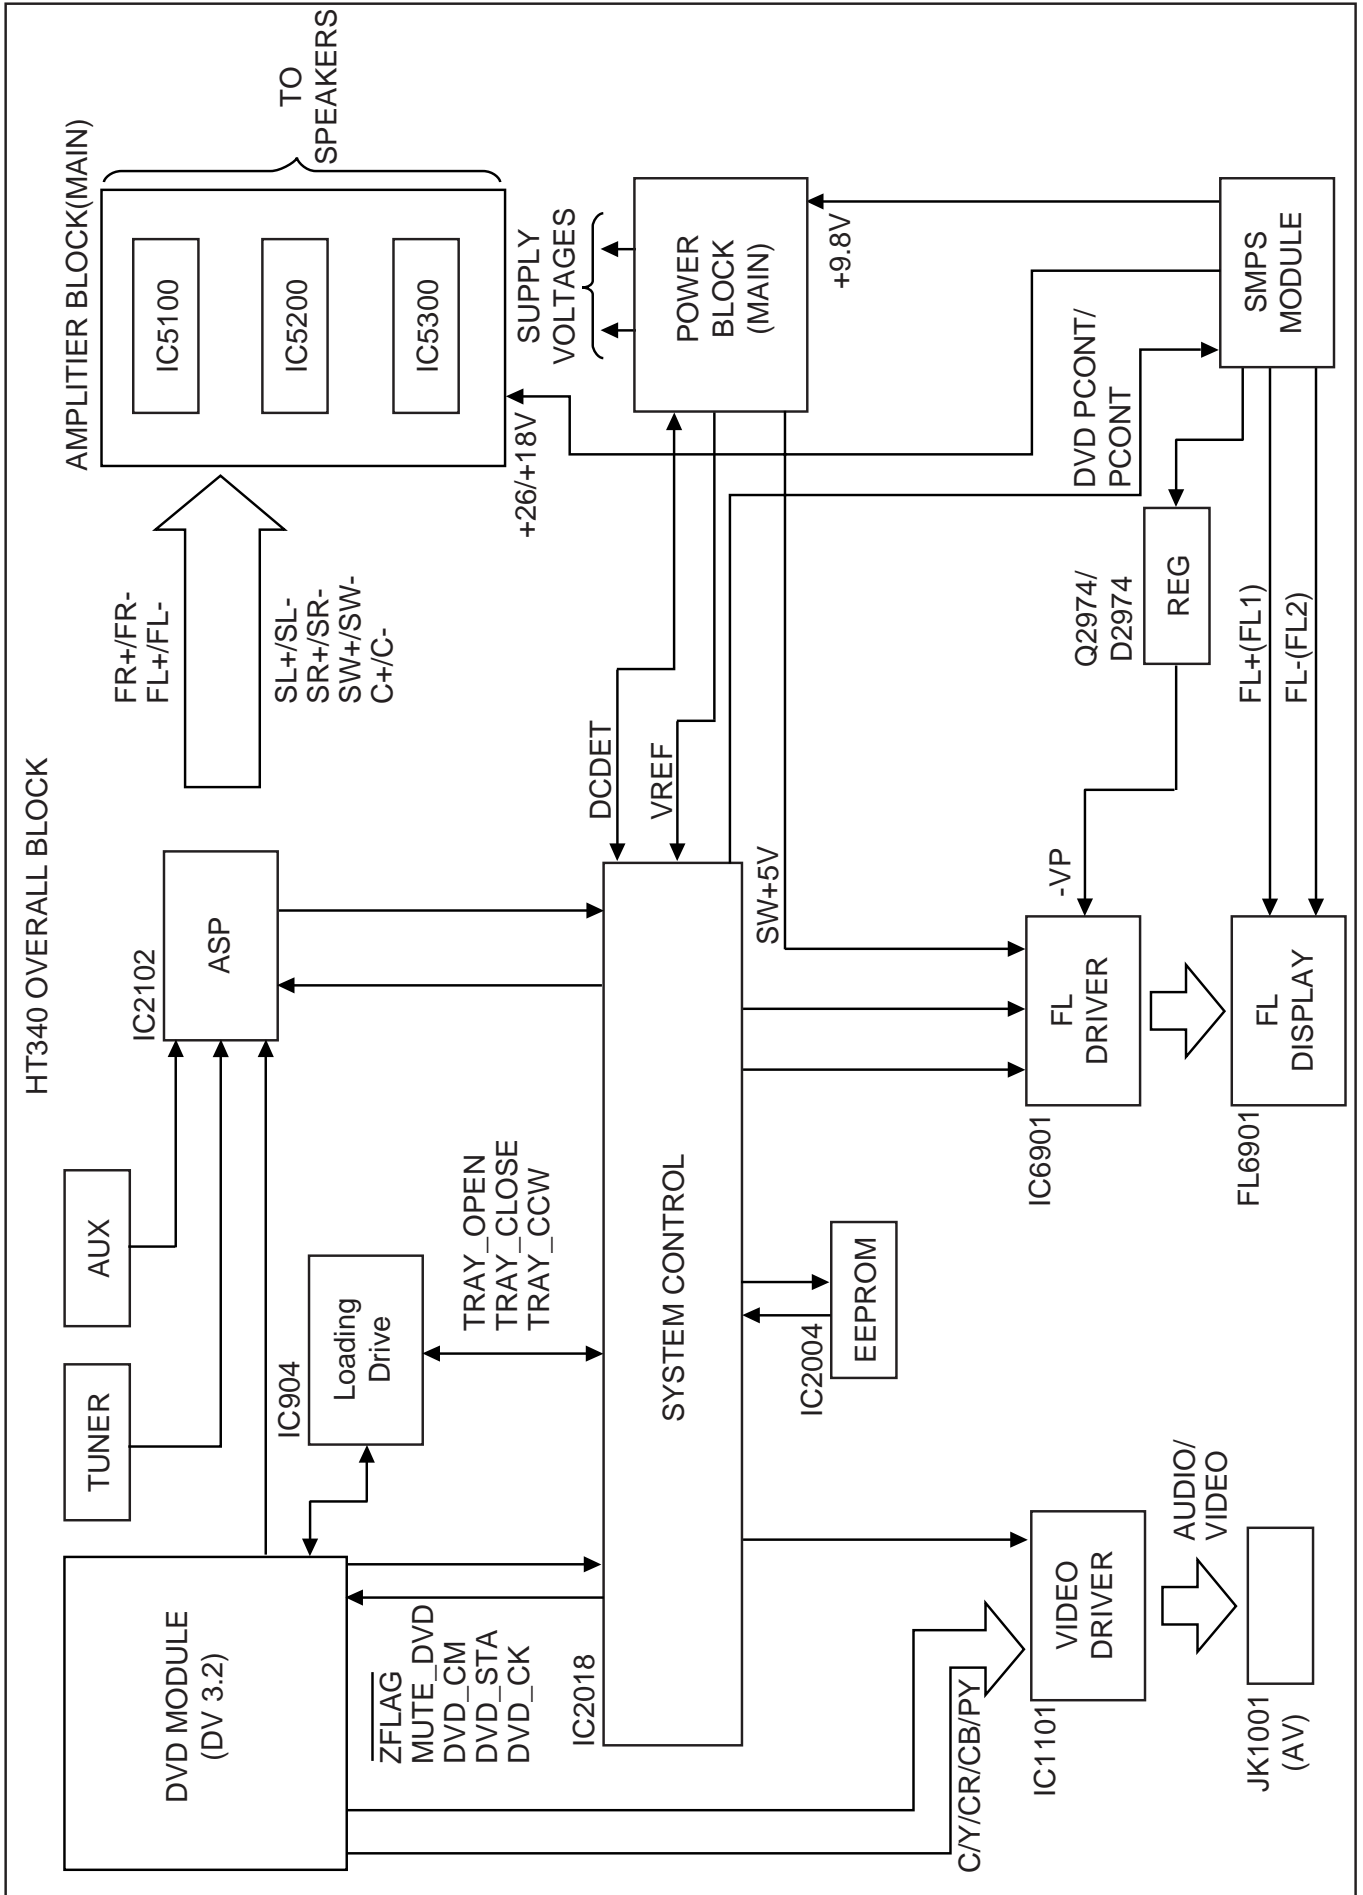 HT340 OVERALL BLOCK
DVD MODULE
(DV 3.2)
TUNER
AUX
IC2102
ASP
FR+/FR-
FL+/FL-
SL+/SL-
SR+/SR-
SW+/SW-
C+/C-
AMPLITIER BLOCK(MAIN)
IC5100
IC5200
IC5300
TO
SPEAKERS
IC904
Loading
Drive
ZFLAG
MUTE_DVD
DVD_CM
DVD_STA
DVD_CK
TRAY_OPEN
TRAY_CLOSE
TRAY_CCW
DCDET
VREF
+26/+18V
SUPPLY
VOLTAGES
IC2018
SYSTEM CONTROL
SW+5V
POWER
BLOCK
(MAIN)
+9.8V
IC2004
EEPROM
C/Y/CR/CB/PY
IC1101
VIDEO
DRIVER
AUDIO/
VIDEO
JK1001
(AV)
IC6901
FL
DRIVER
-VP
Q2974/
D2974
REG
DVD PCONT/
PCONT
FL6901
FL
DISPLAY
FL+(FL1)
FL-(FL2)
SMPS
MODULE